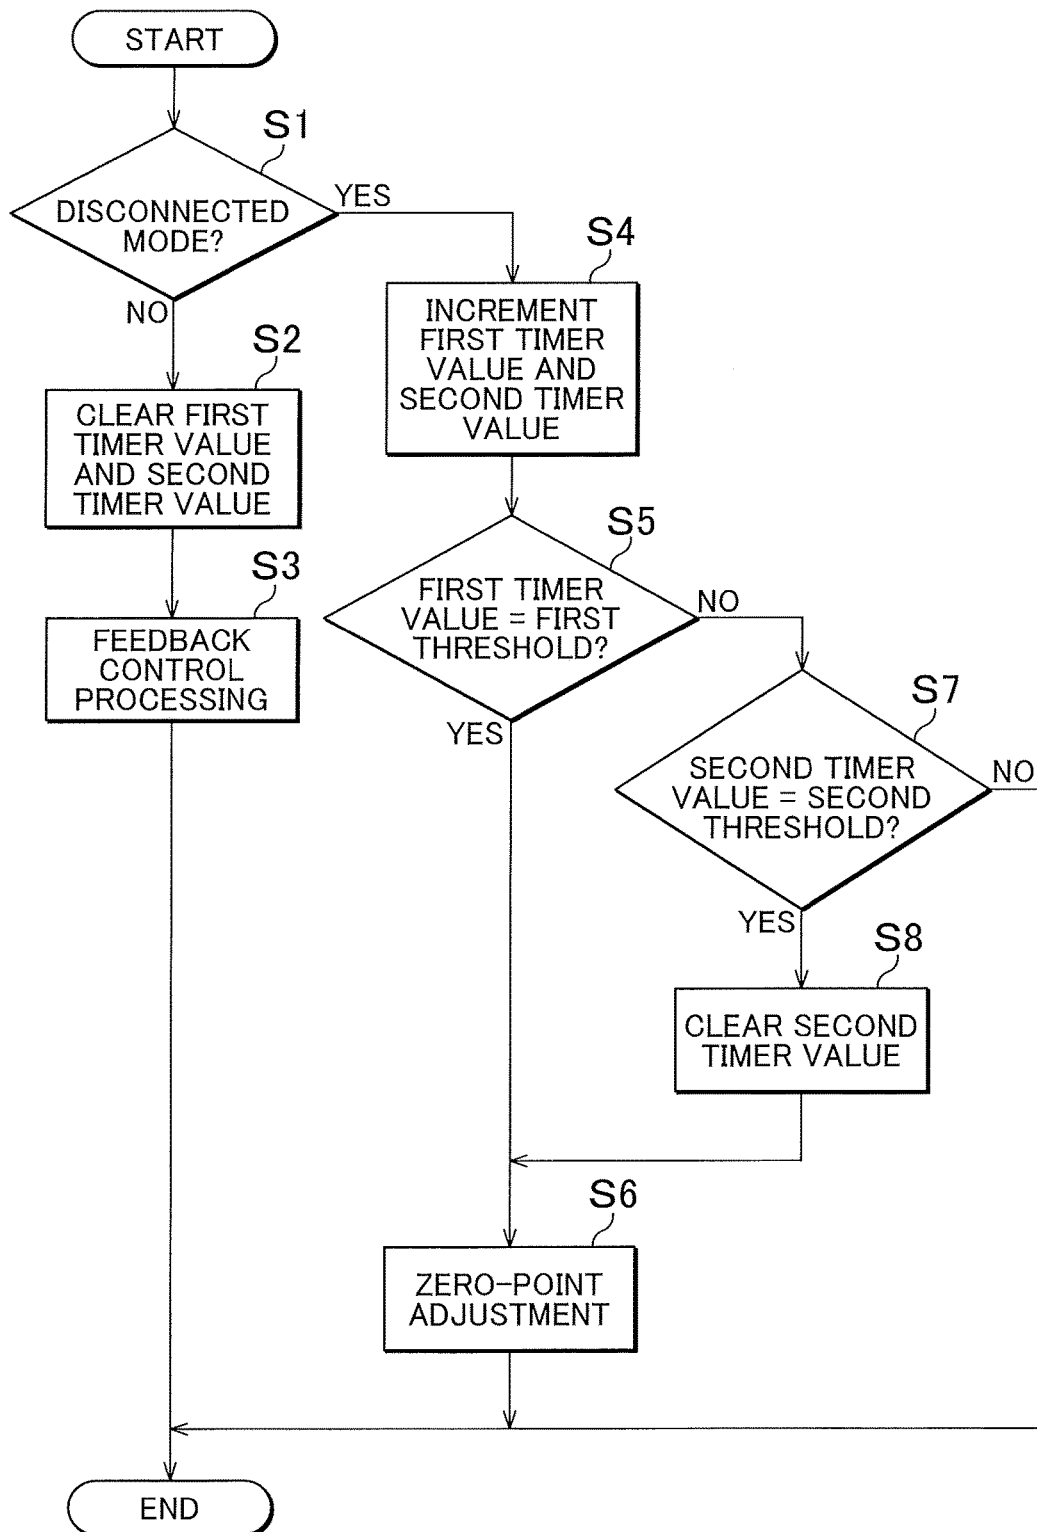 START
S1
DISCONNECTED
MODE?
YES
NO
S2
CLEAR FIRST
TIMER VALUE
AND SECOND
TIMER VALUE
S3
FEEDBACK
CONTROL
PROCESSING
S4
INCREMENT
FIRST TIMER
VALUE AND
SECOND TIMER
VALUE
S5
FIRST TIMER
VALUE = FIRST
THRESHOLD?
NO
YES
S7
SECOND TIMER
VALUE = SECOND
THRESHOLD?
NO
YES
S8
CLEAR SECOND
TIMER VALUE
S6
ZERO-POINT
ADJUSTMENT
END